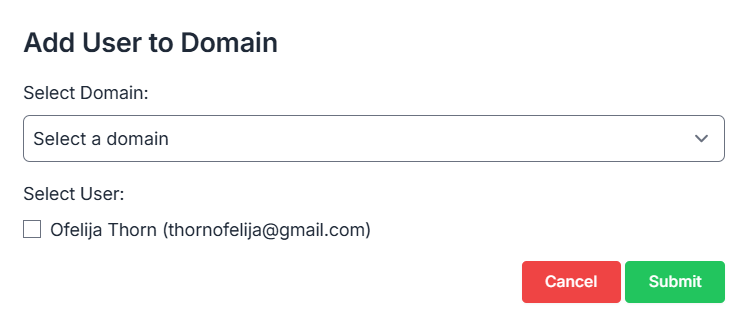 Add User to Domain
Select Domain:
Select a domain
Select User:
Ofelija Thorn (thornofelija@gmail.com)
Cancel Submit